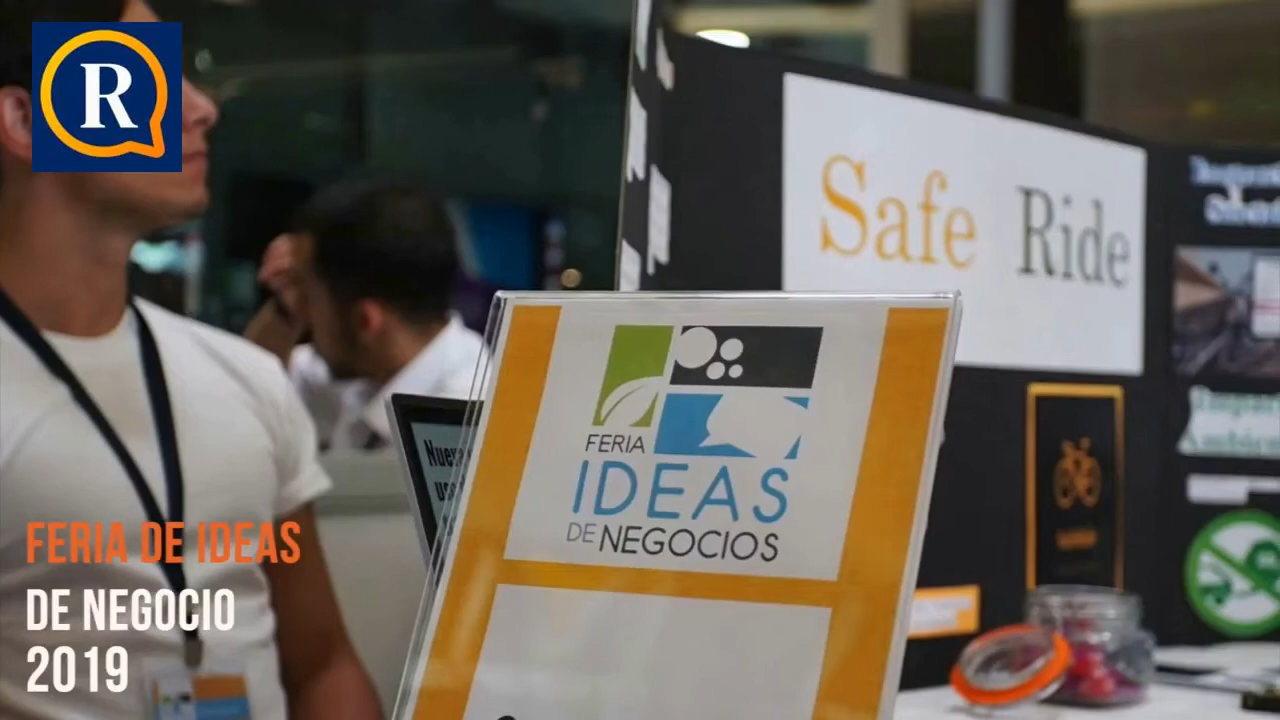 R
Safe Ride
FERIA
IDEAS
DE NEGOCIOS
FERIA DE IDEAS
DE NEGOCIO
2019